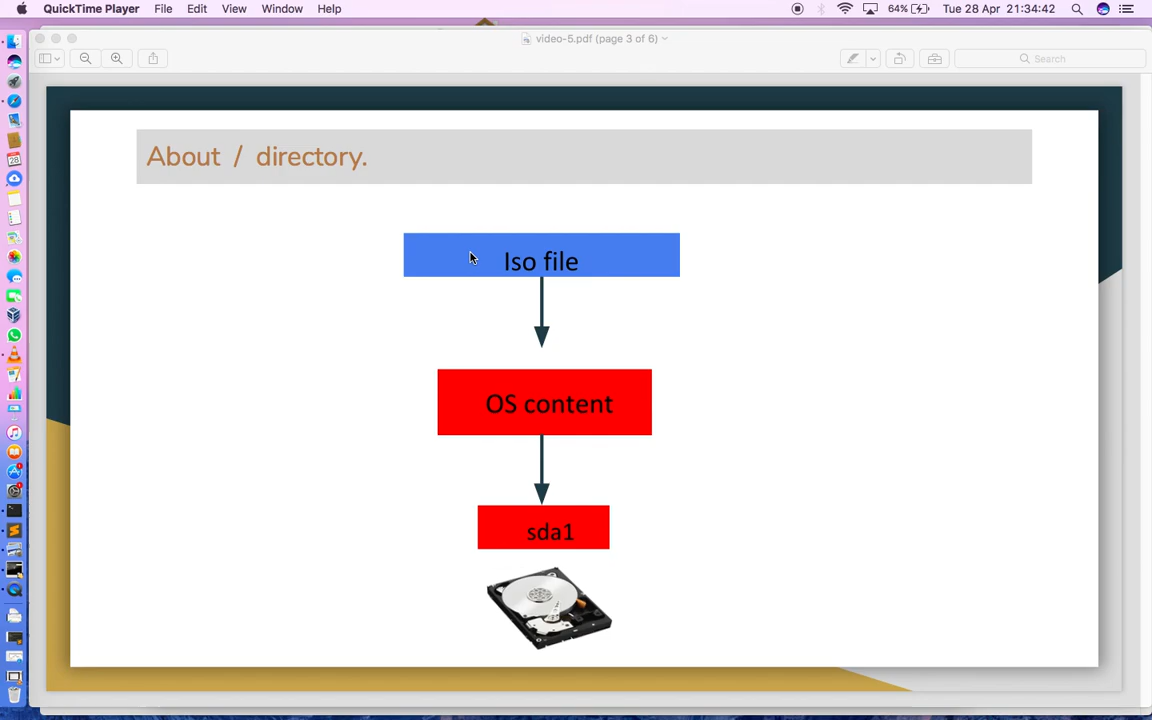 QuickTime Player File Edit View Window Help 64% Tue 28 Apr 21:34:42
video-5.pdf (page 3 of 6)
Search
About / directory.
Iso file
OS content
sda1